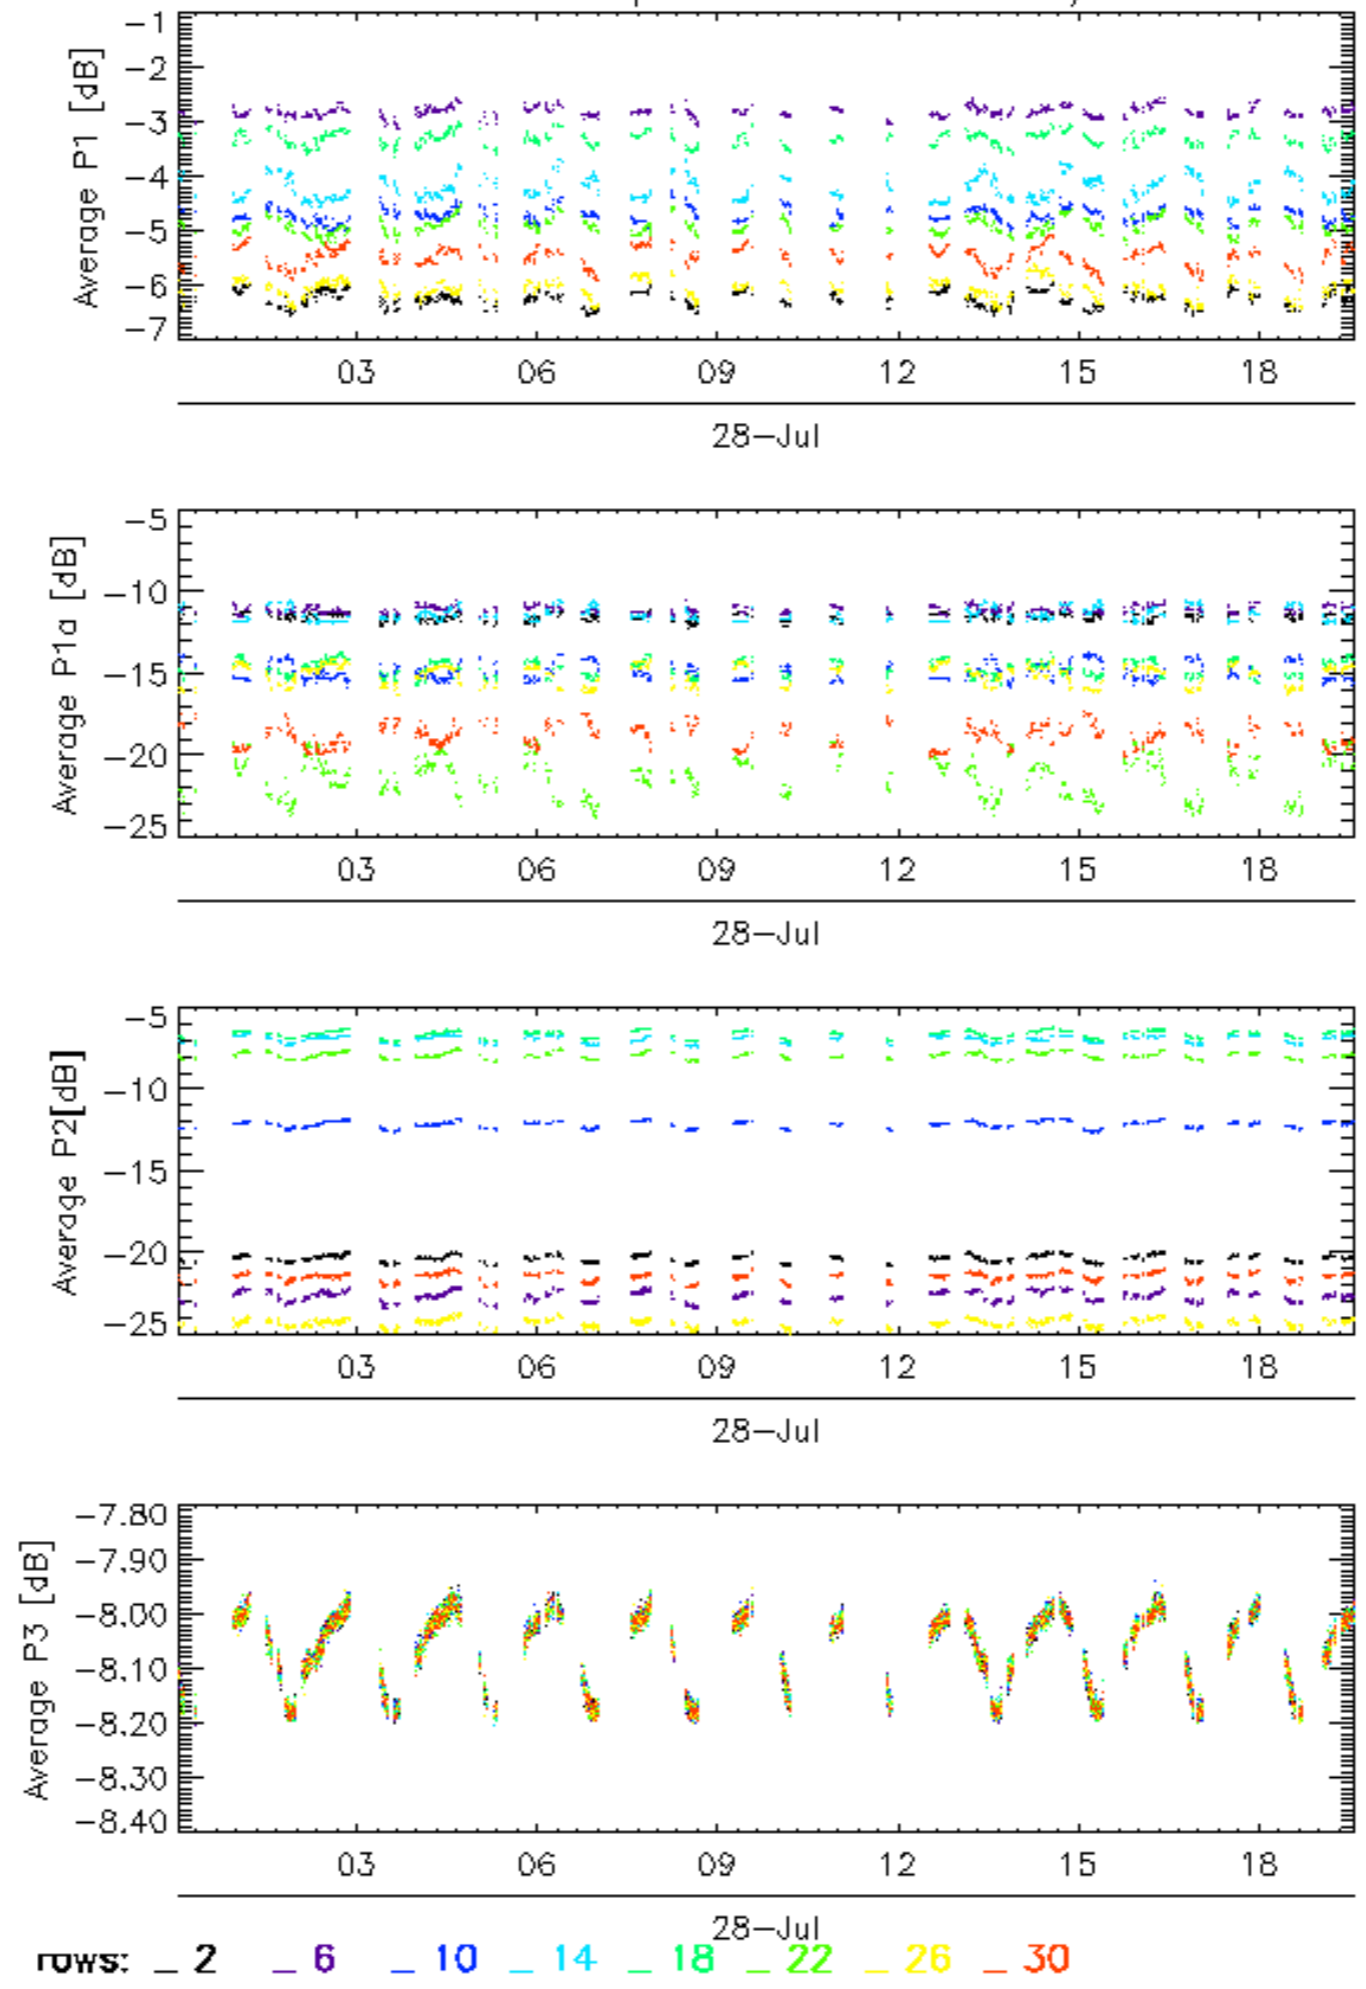 Average P1 [dB]
−1
−2
−3
−4
−5
−6
−7
03 06 09 12 15 18
28−Jul
Average P1a [dB]
−5
−10
−15
−20
−25
03 06 09 12 15 18
28−Jul
Average P2[dB]
−5
−10
−15
−20
−25
03 06 09 12 15 18
28−Jul
Average P3 [dB]
−7.80
−7.90
−8.00
−8.10
−8.20
−8.30
−8.40
03 06 09 12 15 18
28−Jul
rows: _ 2 _ 6 _ 10 _ 14 _ 18 _ 22 _ 26 _ 30